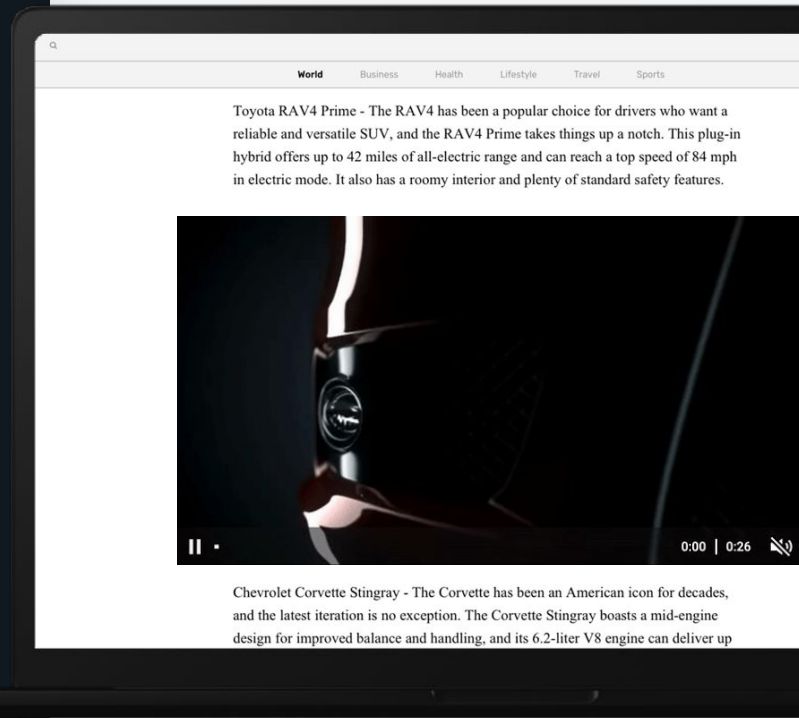 World Business Health Lifestyle Travel Sports
Toyota RAV4 Prime - The RAV4 has been a popular choice for drivers who want a
reliable and versatile SUV, and the RAV4 Prime takes things up a notch. This plug-in
hybrid offers up to 42 miles of all-electric range and can reach a top speed of 84 mph
in electric mode. It also has a roomy interior and plenty of standard safety features.
0:00 | 0:26
Chevrolet Corvette Stingray - The Corvette has been an American icon for decades,
and the latest iteration is no exception. The Corvette Stingray boasts a mid-engine
design for improved balance and handling, and its 6.2-liter V8 engine can deliver up